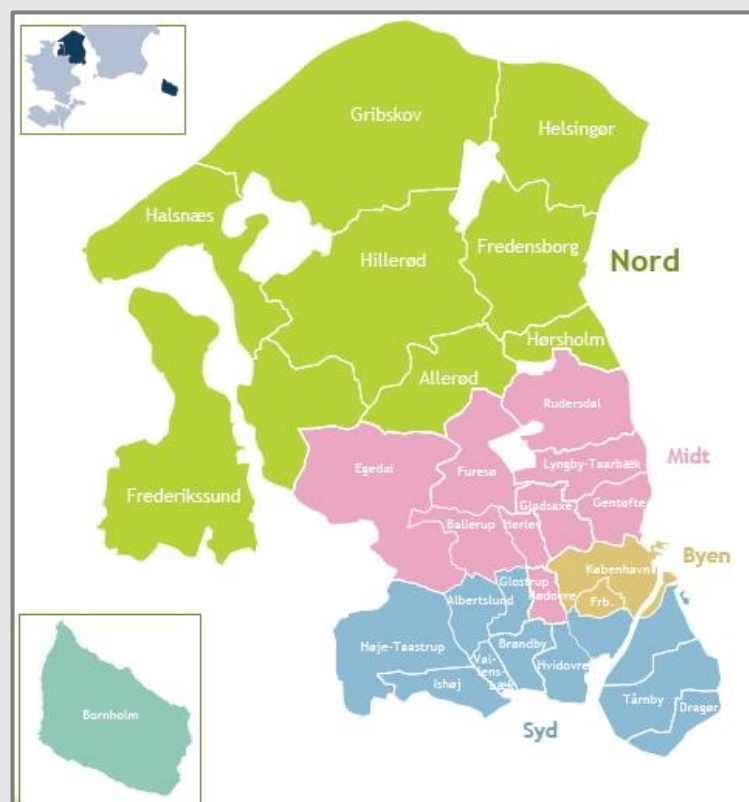 Gribskov
Helsingør
Halsnæs
Hillerød
Fredensborg
Nord
Hørsholm
Allerød
Rudersdal
Egedal
Furesø
Lyngby-Taarbæk
Midt
Gladsaxe
Gentofte
Frederikssund
Ballerup
Herlev
København
Byen
Glostrup
Rødovre
Frb.
Albertslund
Høje-Taastrup
Brøndby
Hvidovre
Val-
lens-
bæk
Ishøj
Tårnby
Dragør
Syd
Bornholm